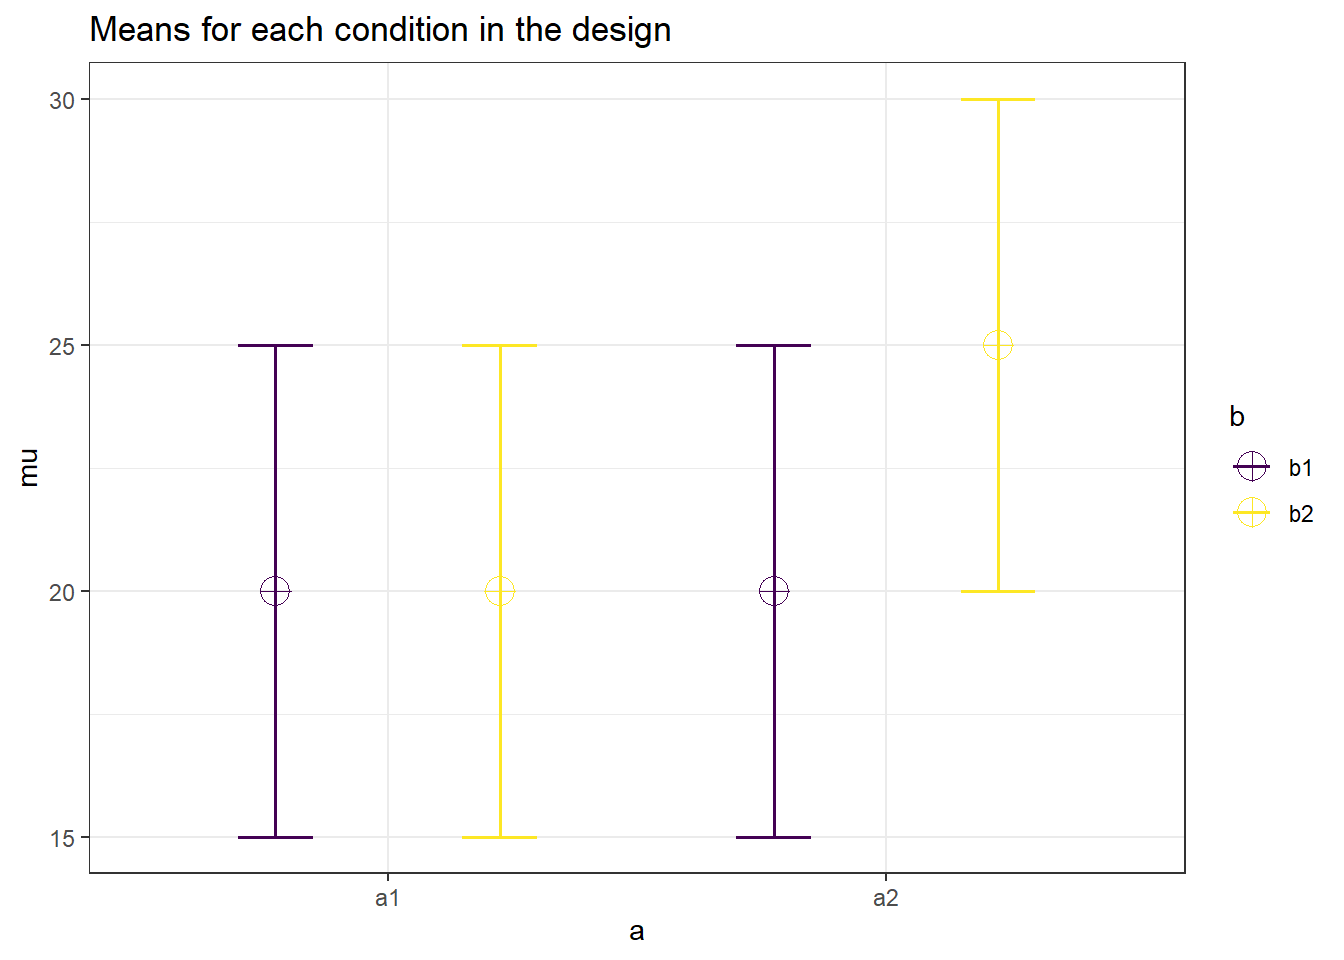 Means for each condition in the design
30
25
20
15
mu
a1
a2
a
b
b1
b2